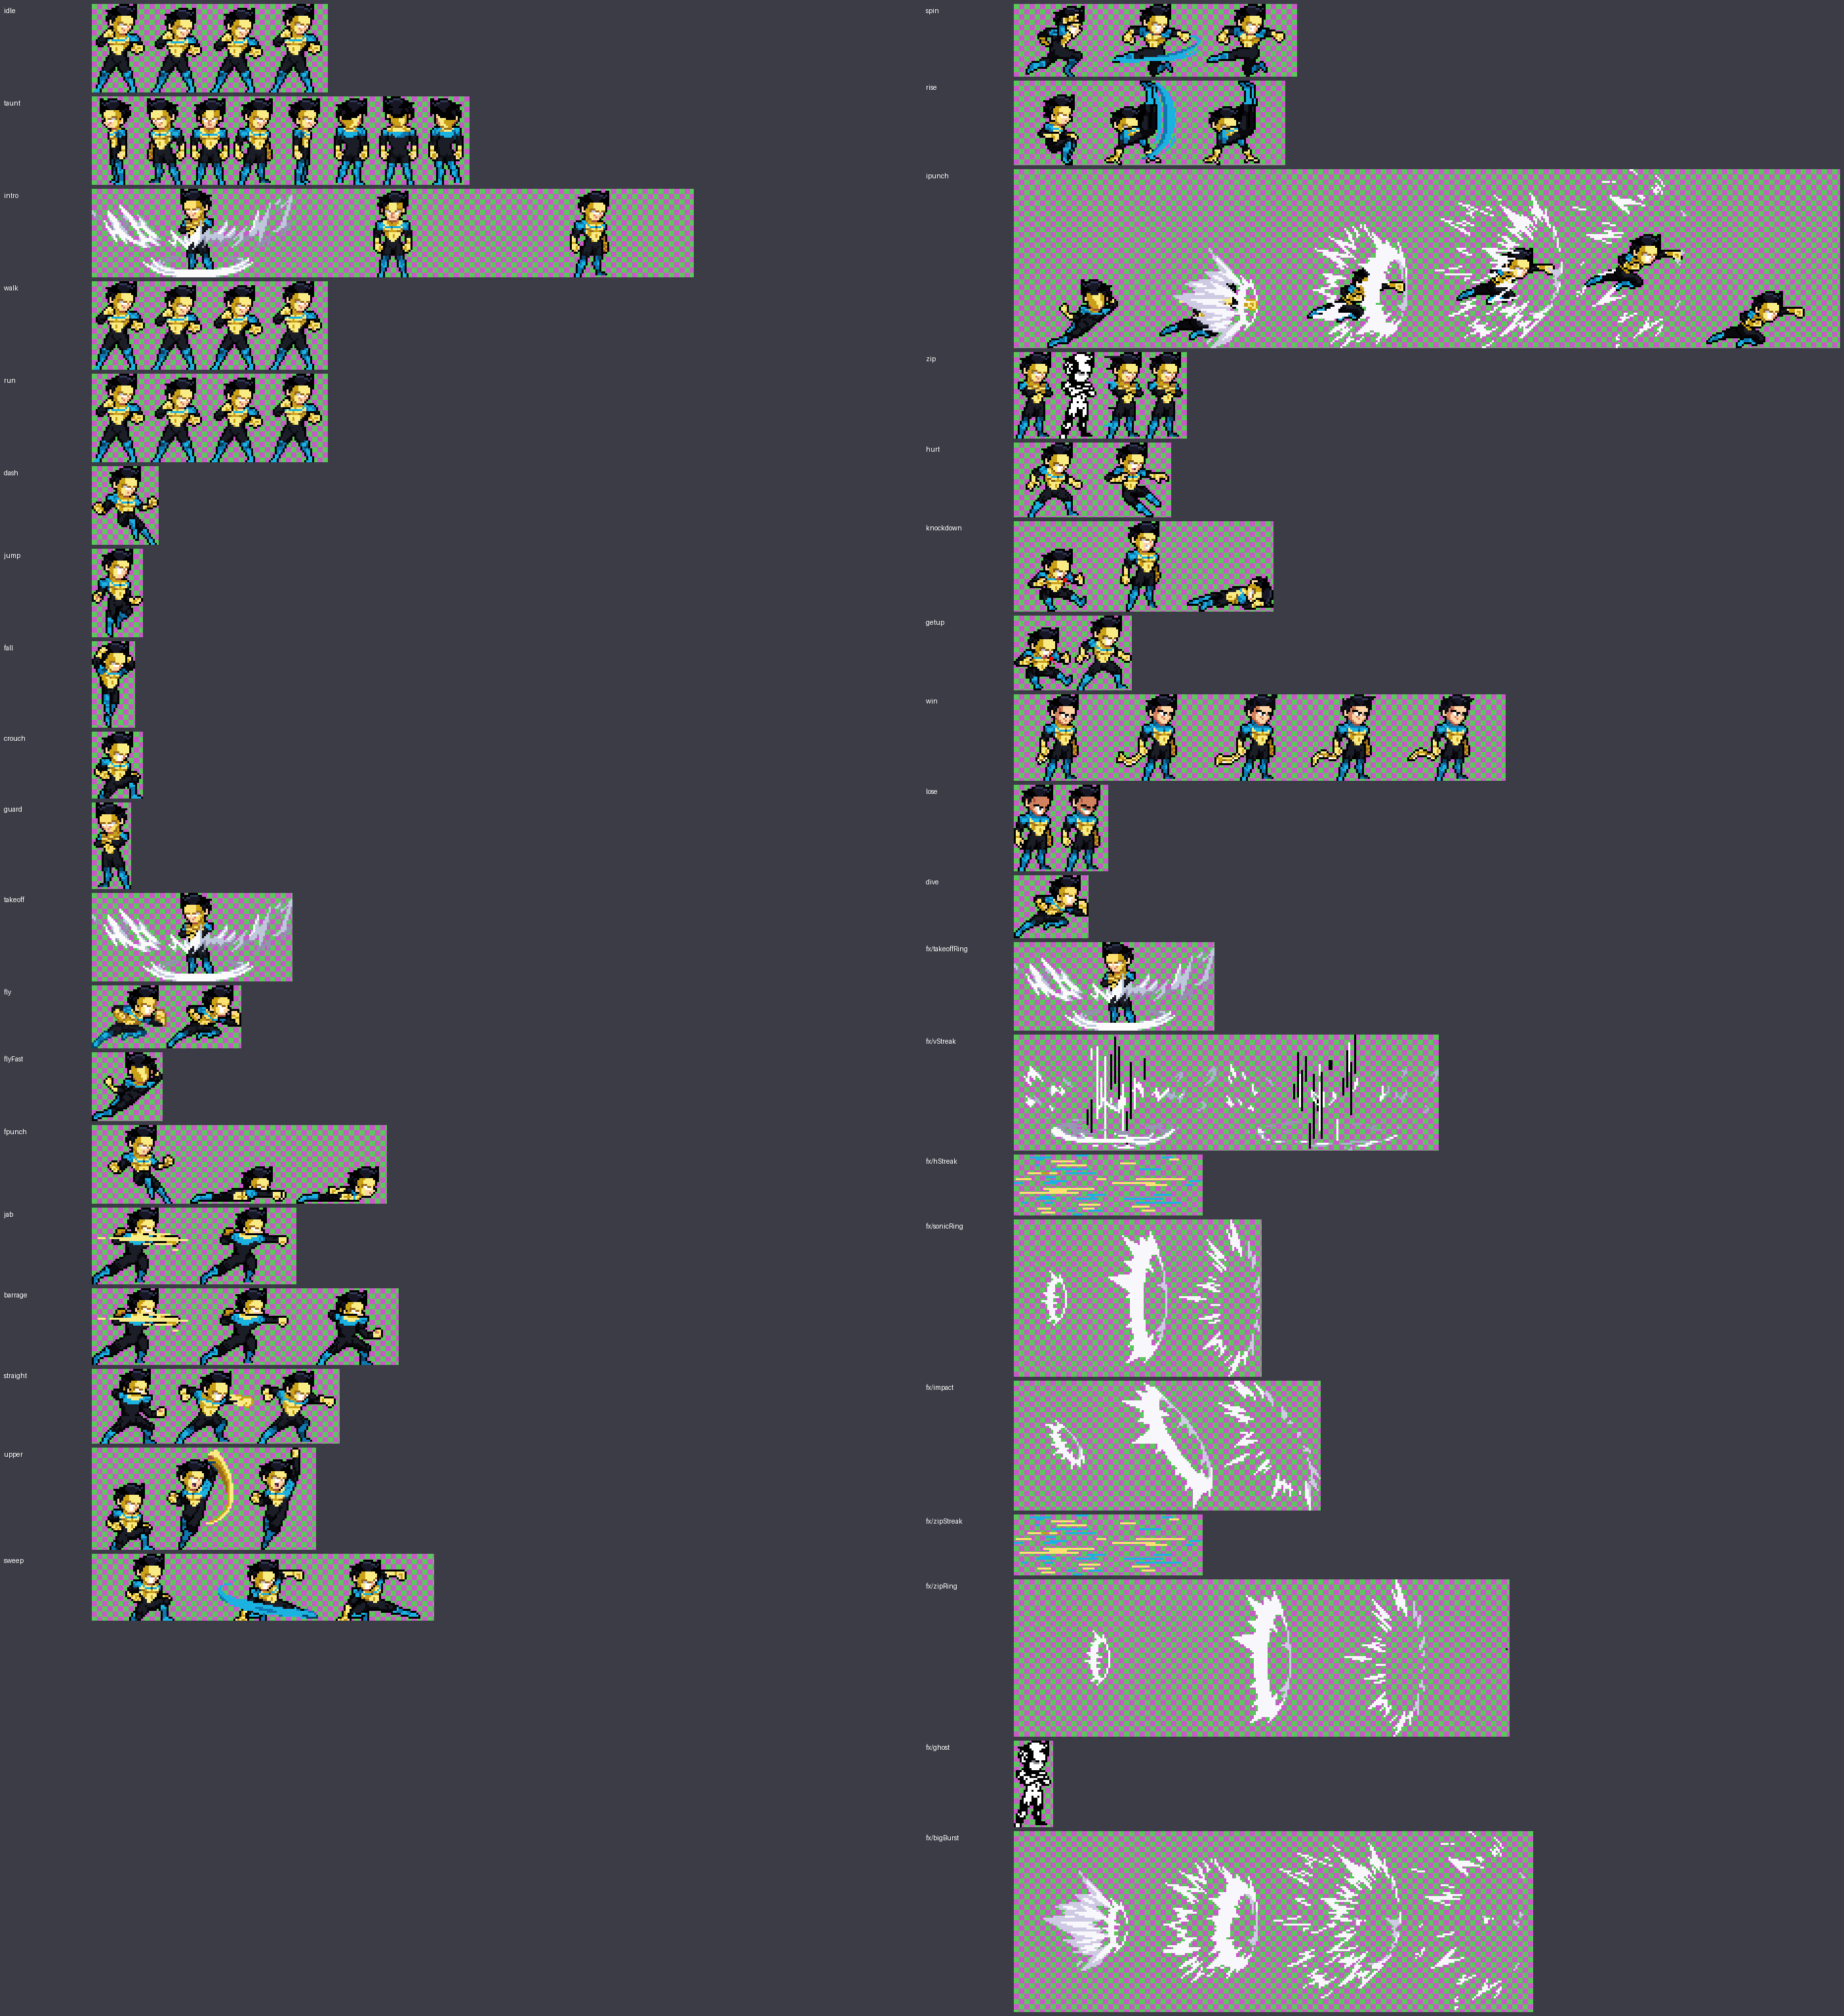 idle
taunt
intro
walk
run
dash
jump
fall
crouch
guard
takeoff
fly
flyFast
fpunch
jab
barrage
straight
upper
sweep
spin
rise
ipunch
zip
hurt
knockdown
getup
win
lose
dive
fx/takeoffRing
fx/vStreak
fx/hStreak
fx/sonicRing
fx/impact
fx/zipStreak
fx/zipRing
fx/ghost
fx/bigBurst